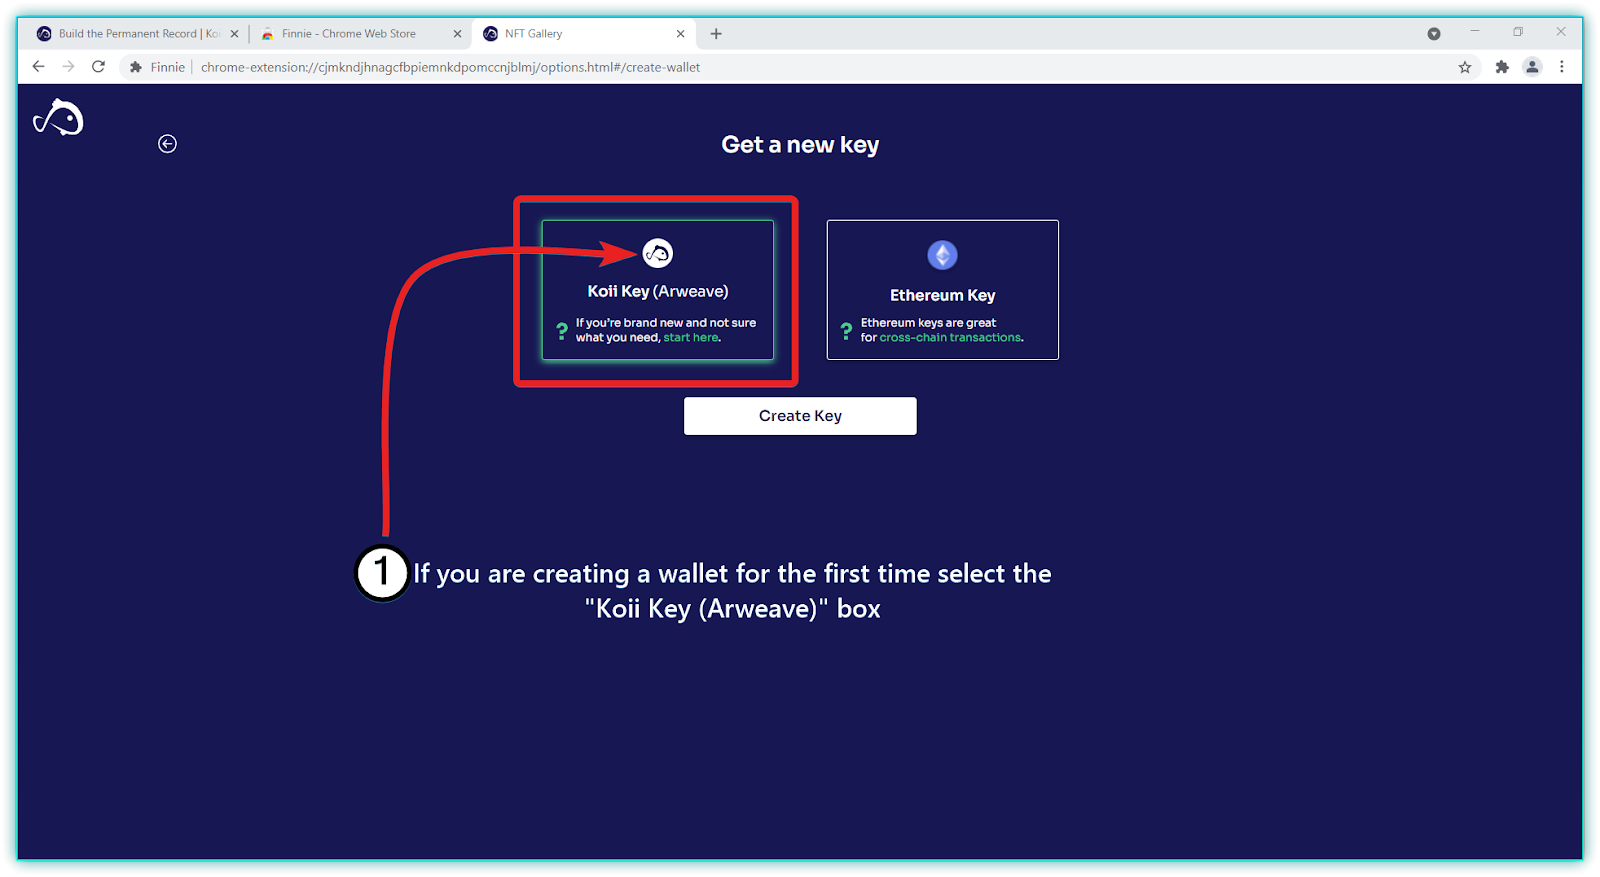 Build the Permanent Record | Ko
Finnie - Chrome Web Store
NFT Gallery
Finnie
chrome-extension://cjmkndjhnagcfbpiemnkdpomccnjblmj/options.html#/create-wallet
Get a new key
Koii Key (Arweave)
? If you're brand new and not sure
what you need, start here.
Ethereum Key
? Ethereum keys are great
for cross-chain transactions.
Create Key
1 If you are creating a wallet for the first time select the
"Koii Key (Arweave)" box